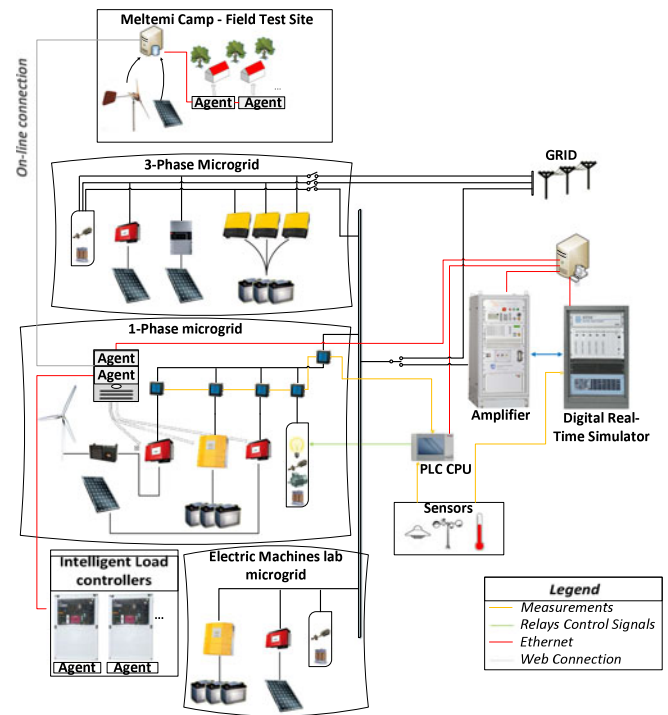 Meltemi Camp - Field Test Site
Agent
Agent
...
On-line connection
3-Phase Microgrid
GRID
1-Phase microgrid
Agent
Agent
Amplifier
Digital Real-
Time Simulator
PLC CPU
Sensors
Intelligent Load
controllers
...
Agent
Agent
Electric Machines lab
microgrid
Legend
Measurements
Relays Control Signals
Ethernet
Web Connection